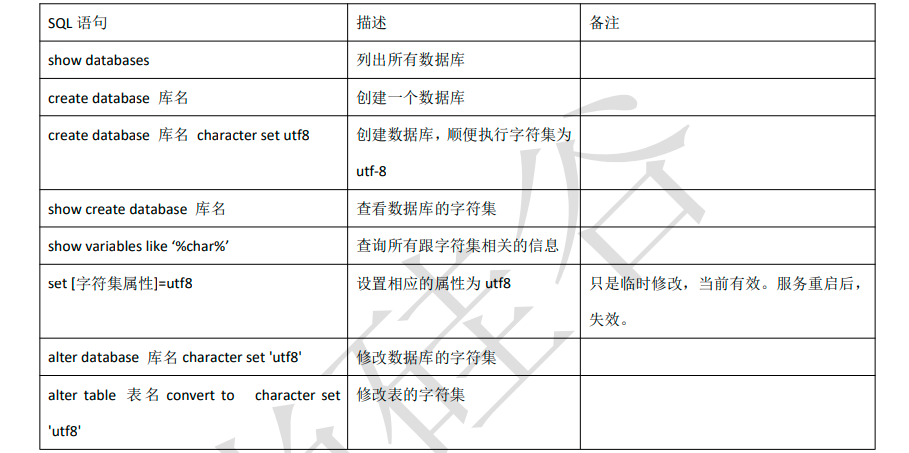 SQL 语句 描述 备注
show databases 列出所有数据库
create database 库名 创建一个数据库
create database 库名 character set utf8 创建数据库，顺便执行字符集为
utf-8
show create database 库名 查看数据库的字符集
show variables like ‘%char%’ 查询所有跟字符集相关的信息
set [字符集属性]=utf8 设置相应的属性为 utf8 只是临时修改，当前有效。服务重启后，
失效。
alter database 库名 character set 'utf8' 修改数据库的字符集
alter table 表名 convert to character set 修改表的字符集
'utf8'
硅谷